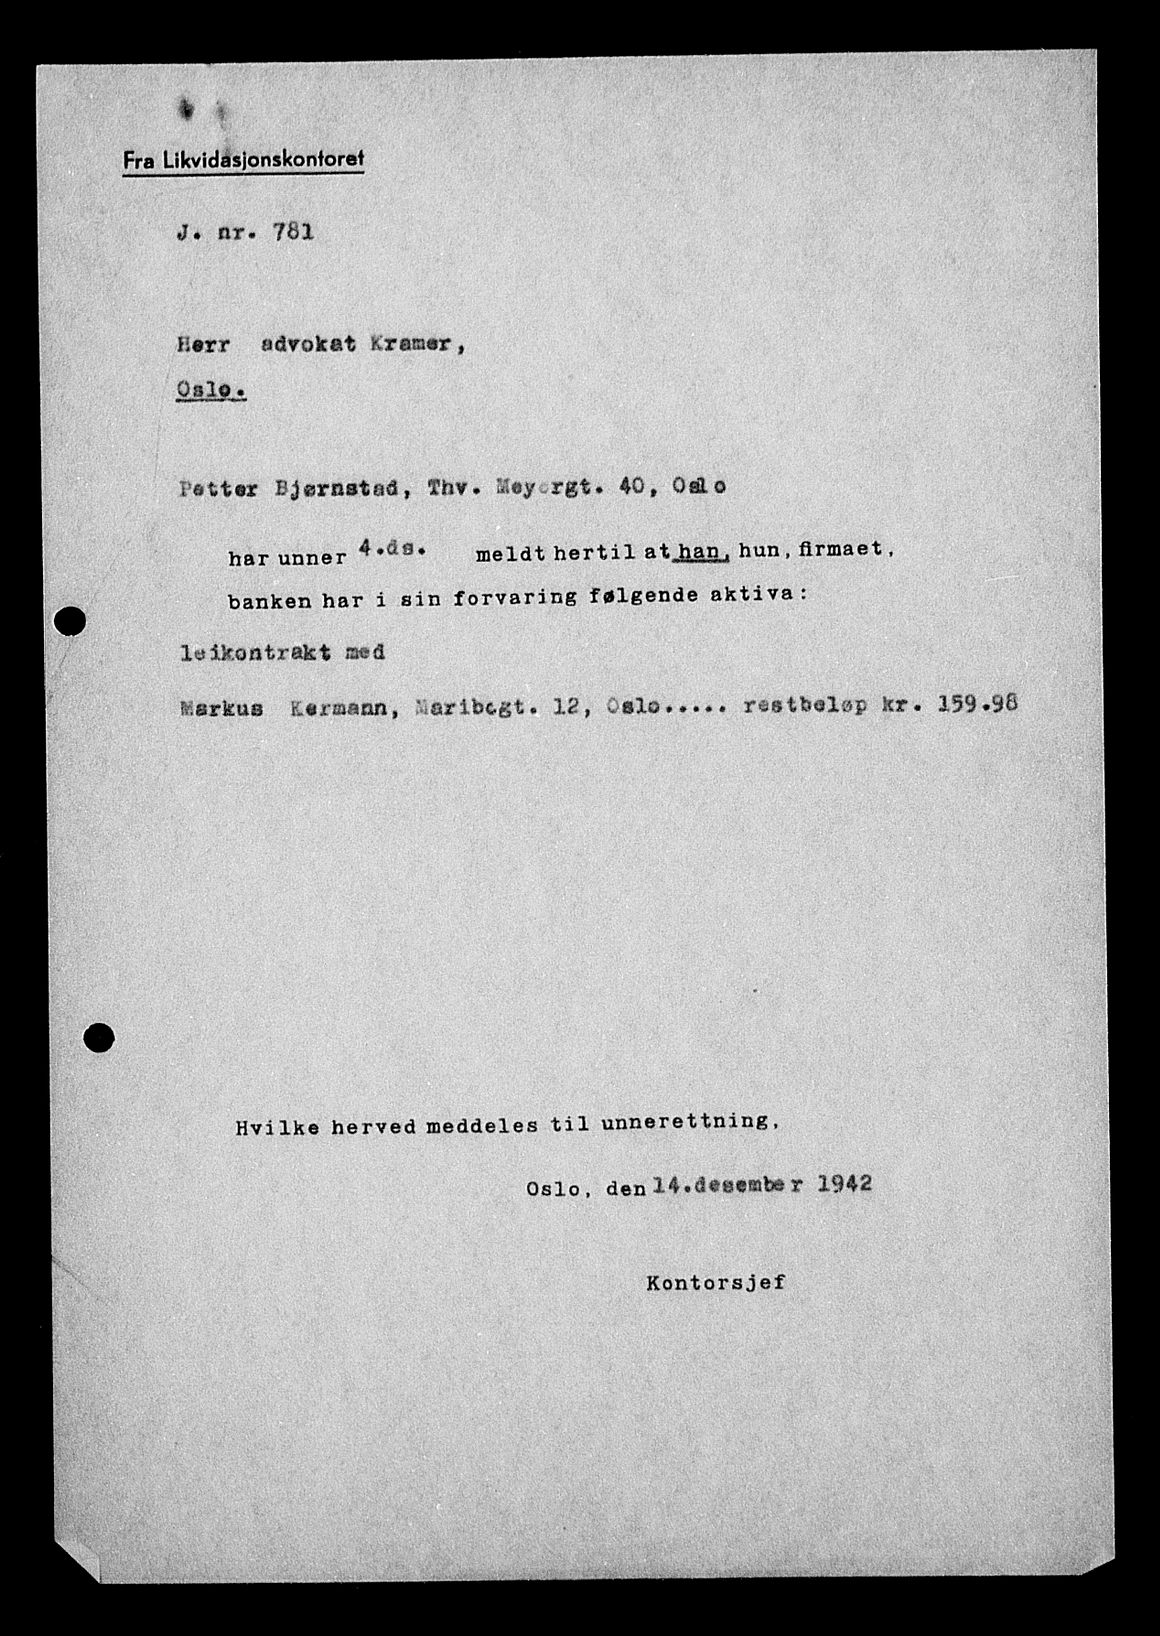 Fra Likvidasjonskontoret
J. nr. 781
Herr advokat Kramer,
Oslo.
Petter Bjørnstad, Thv. Meyergt. 40, Oslo
har unner 4.ds. meldt hertil at han, hun, firmaet,
banken har i sin forvaring følgende aktiva:
leikontrakt med
Markus Kermann, Maribogt. 12, Oslo..... restbeløp kr. 159.98
Hvilke herved meddeles til unnerettning,
Oslo, den 14.desember 1942
Kontorsjef